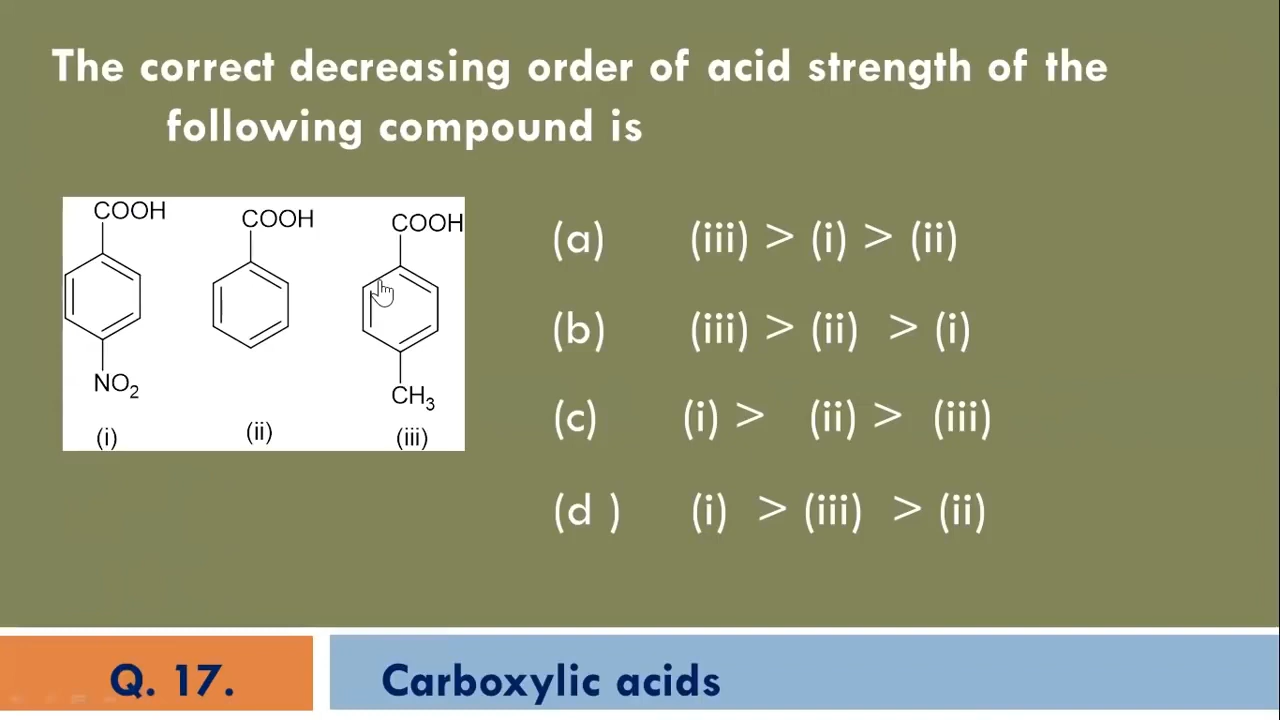 The correct decreasing order of acid strength of the
following compound is
COOH
COOH
COOH
NO2
CH3
(i)
(ii)
(iii)
(a) (iii) > (i) > (ii)
(b) (iii) > (ii) > (i)
(c) (i) > (ii) > (iii)
(d ) (i) > (iii) > (ii)
Q. 17.
Carboxylic acids